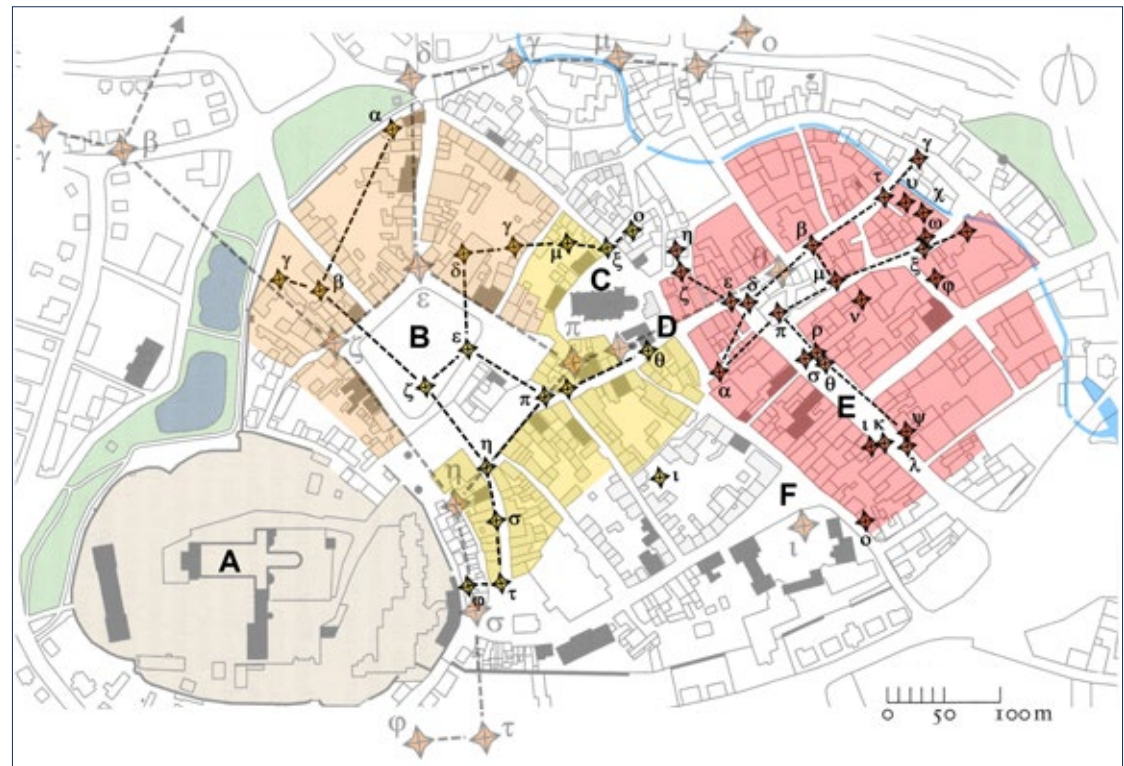 ο
γ
μ
δ
ξ
α
γ
β
γ
τ
υ
χ
ο
η
γ
β
ω
δ
μ
ξ
C
ξ
θ
ζ
γ
ε
δ
μ
φ
β
ε
ν
B
π
D
π
ε
ρ
ζ
θ
σ
θ
ζ
α
π
E
ψ
η
ι κ
η
λ
ι
F
σ
ι
ο
A
φ
τ
σ
0 50 100 m
φ
τ